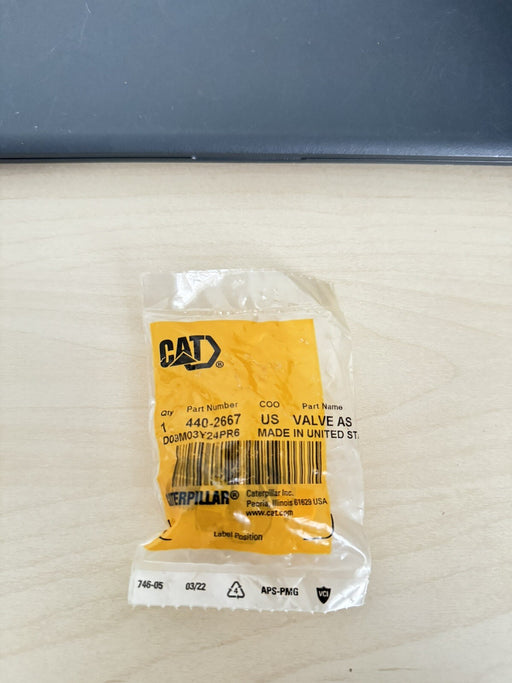 CAT®
Qty Part Number COO Part Name
1 440-2667 US VALVE AS
D03M03Y24PR6 MADE IN UNITED ST
TERPILLAR® Caterpillar Inc.
Peoria, Illinois 61629 USA
www.cat.com
Label Position
746-05 03/22 4 APS-PMG VCI